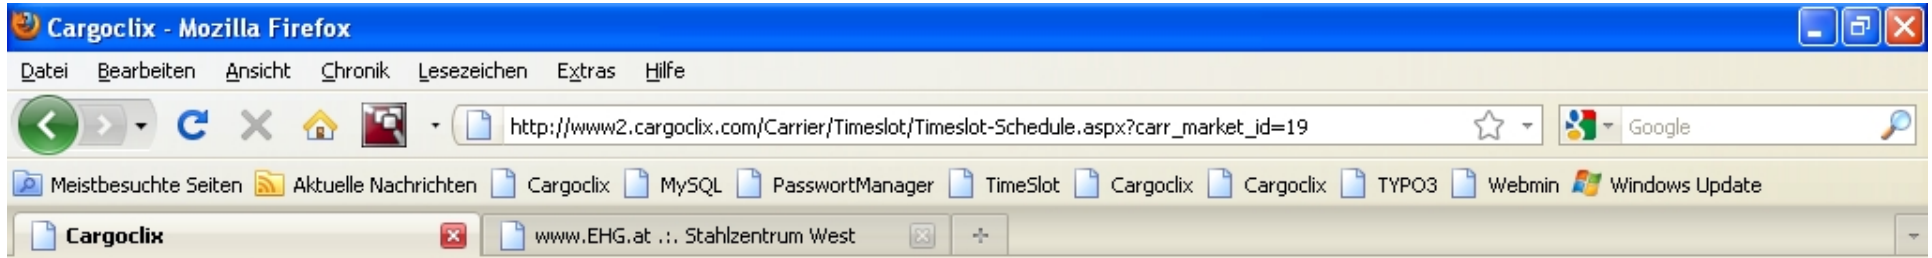 Cargoclix - Mozilla Firefox
Datei Bearbeiten Ansicht Chronik Lesezeichen Extras Hilfe
http://www2.cargoclix.com/Carrier/Timeslot/Timeslot-Schedule.aspx?carr_market_id=19 Google
Meistbesuchte Seiten Aktuelle Nachrichten Cargoclix MySQL PasswortManager TimeSlot Cargoclix Cargoclix TYPO3 Webmin Windows Update
Cargoclix www.EHG.at .:. Stahlzentrum West